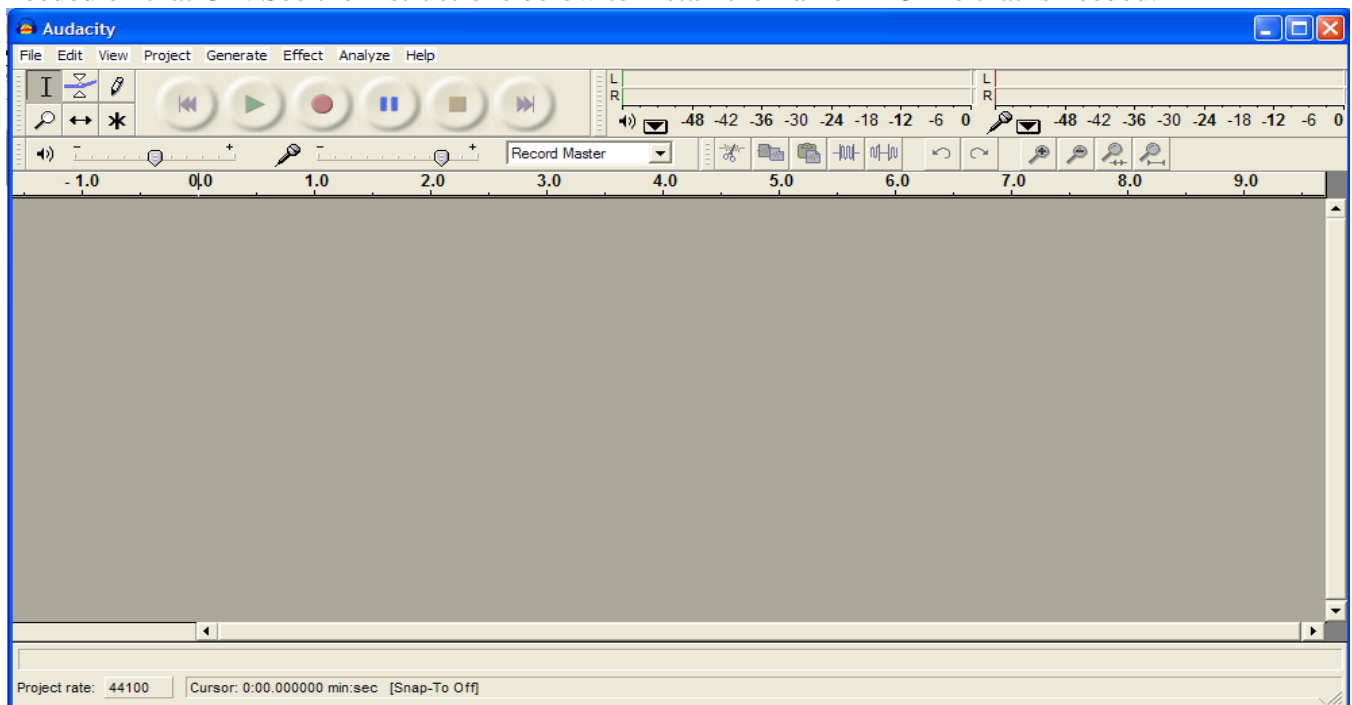 Audacity
File Edit View Project Generate Effect Analyze Help
L
R
-48 -42 -36 -30 -24 -18 -12 -6 0
L
R
-48 -42 -36 -30 -24 -18 -12 -6 0
Record Master
- 1.0 0.0 1.0 2.0 3.0 4.0 5.0 6.0 7.0 8.0 9.0
Project rate: 44100 Cursor: 0:00.000000 min:sec [Snap-To Off]